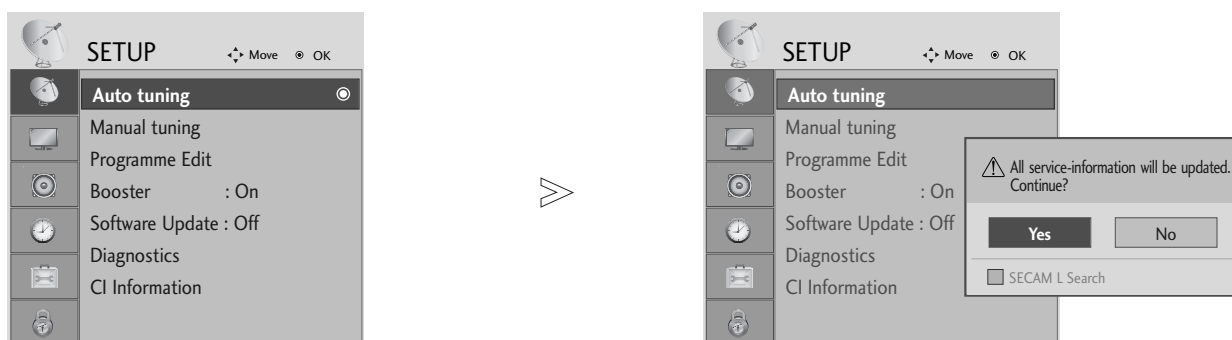 SETUP Move OK
Auto tuning
Manual tuning
Programme Edit
Booster : On
Software Update : Off
Diagnostics
CI Information
SETUP Move OK
Auto tuning
Manual tuning
Programme Edit
Booster : On
Software Update : Off
Diagnostics
CI Information
All service-information will be updated.
Continue?
Yes No
SECAM L Search